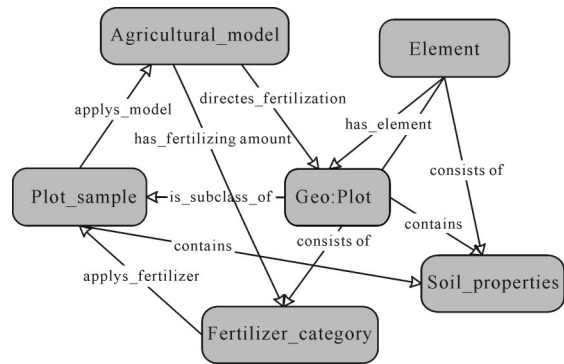 Agricultural_model
Element
applys_model
directes_fertilization
has_fertilizing amount
has_element
consists of
Plot_sample
is_subclass_of
Geo:Plot
contains
consists of
contains
applys_fertilizer
Soil_properties
Fertilizer_category